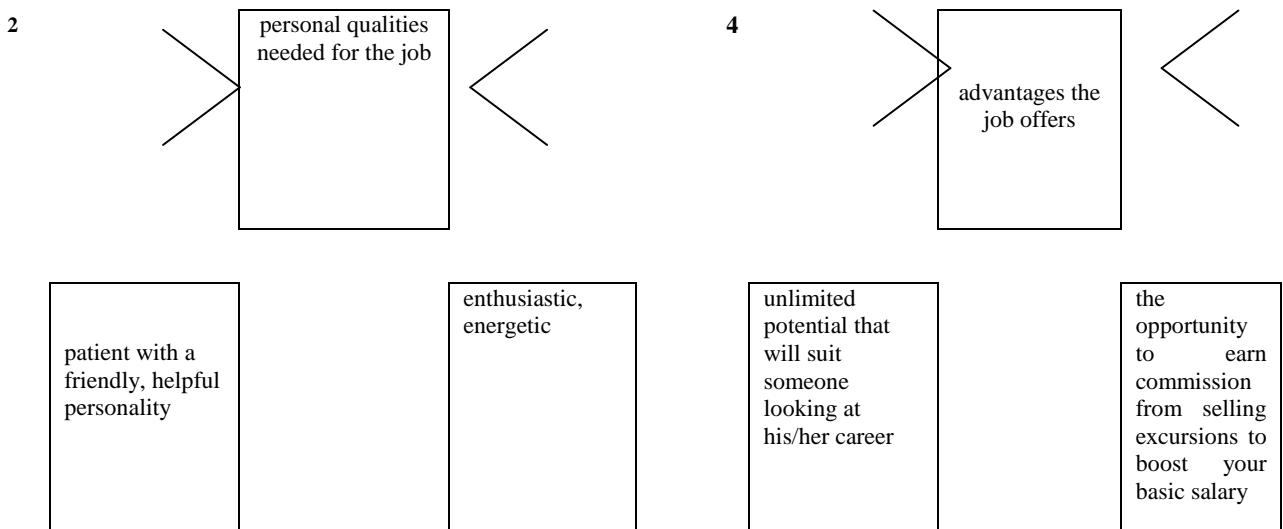 2
personal qualities
needed for the job
4
advantages the
job offers
patient with a
friendly, helpful
personality
enthusiastic,
energetic
unlimited
potential that
will suit
someone
looking at
his/her career
the
opportunity
to earn
commission
from selling
excursions to
boost your
basic salary